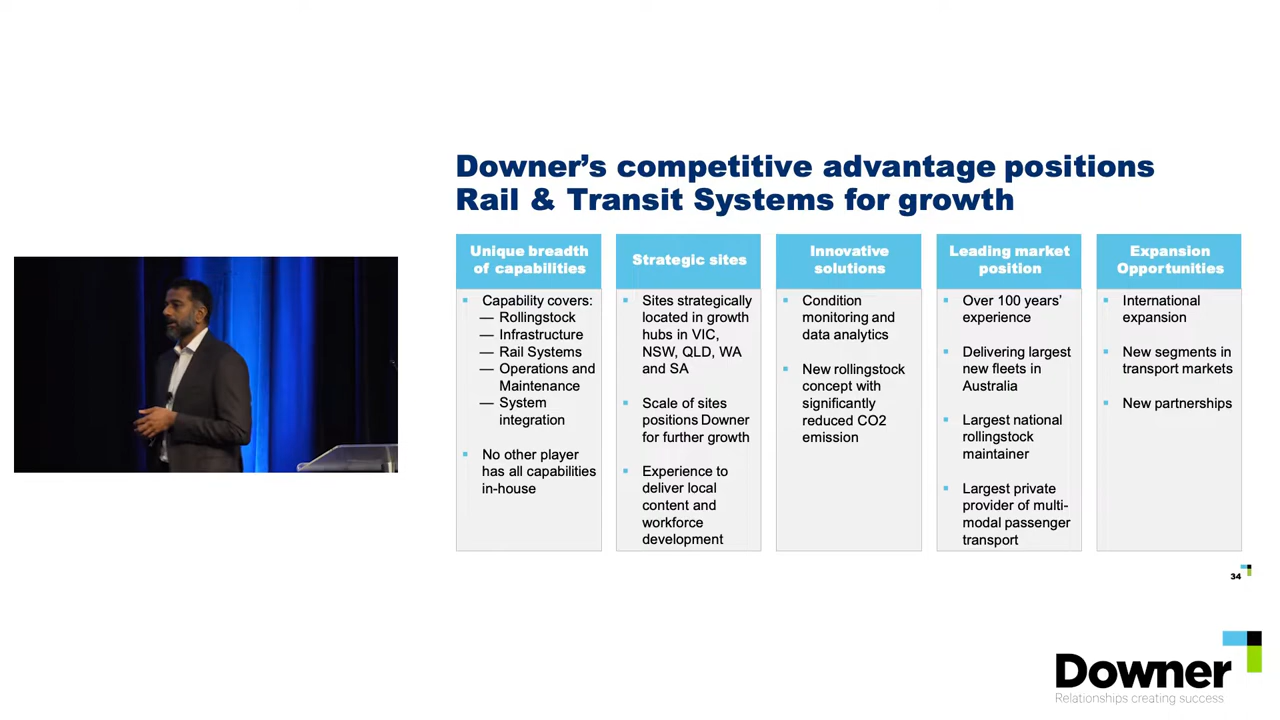 Downer’s competitive advantage positions
Rail & Transit Systems for growth
Unique breadth
of capabilities
▪ Capability covers:
— Rollingstock
— Infrastructure
— Rail Systems
— Operations and
Maintenance
— System
integration
▪ No other player
has all capabilities
in-house
Strategic sites
▪ Sites strategically
located in growth
hubs in VIC,
NSW, QLD, WA
and SA
▪ Scale of sites
positions Downer
for further growth
▪ Experience to
deliver local
content and
workforce
development
Innovative
solutions
▪ Condition
monitoring and
data analytics
▪ New rollingstock
concept with
significantly
reduced CO2
emission
Leading market
position
▪ Over 100 years’
experience
▪ Delivering largest
new fleets in
Australia
▪ Largest national
rollingstock
maintainer
▪ Largest private
provider of multi-
modal passenger
transport
Expansion
Opportunities
▪ International
expansion
▪ New segments in
transport markets
▪ New partnerships
34
Downer
Relationships creating success